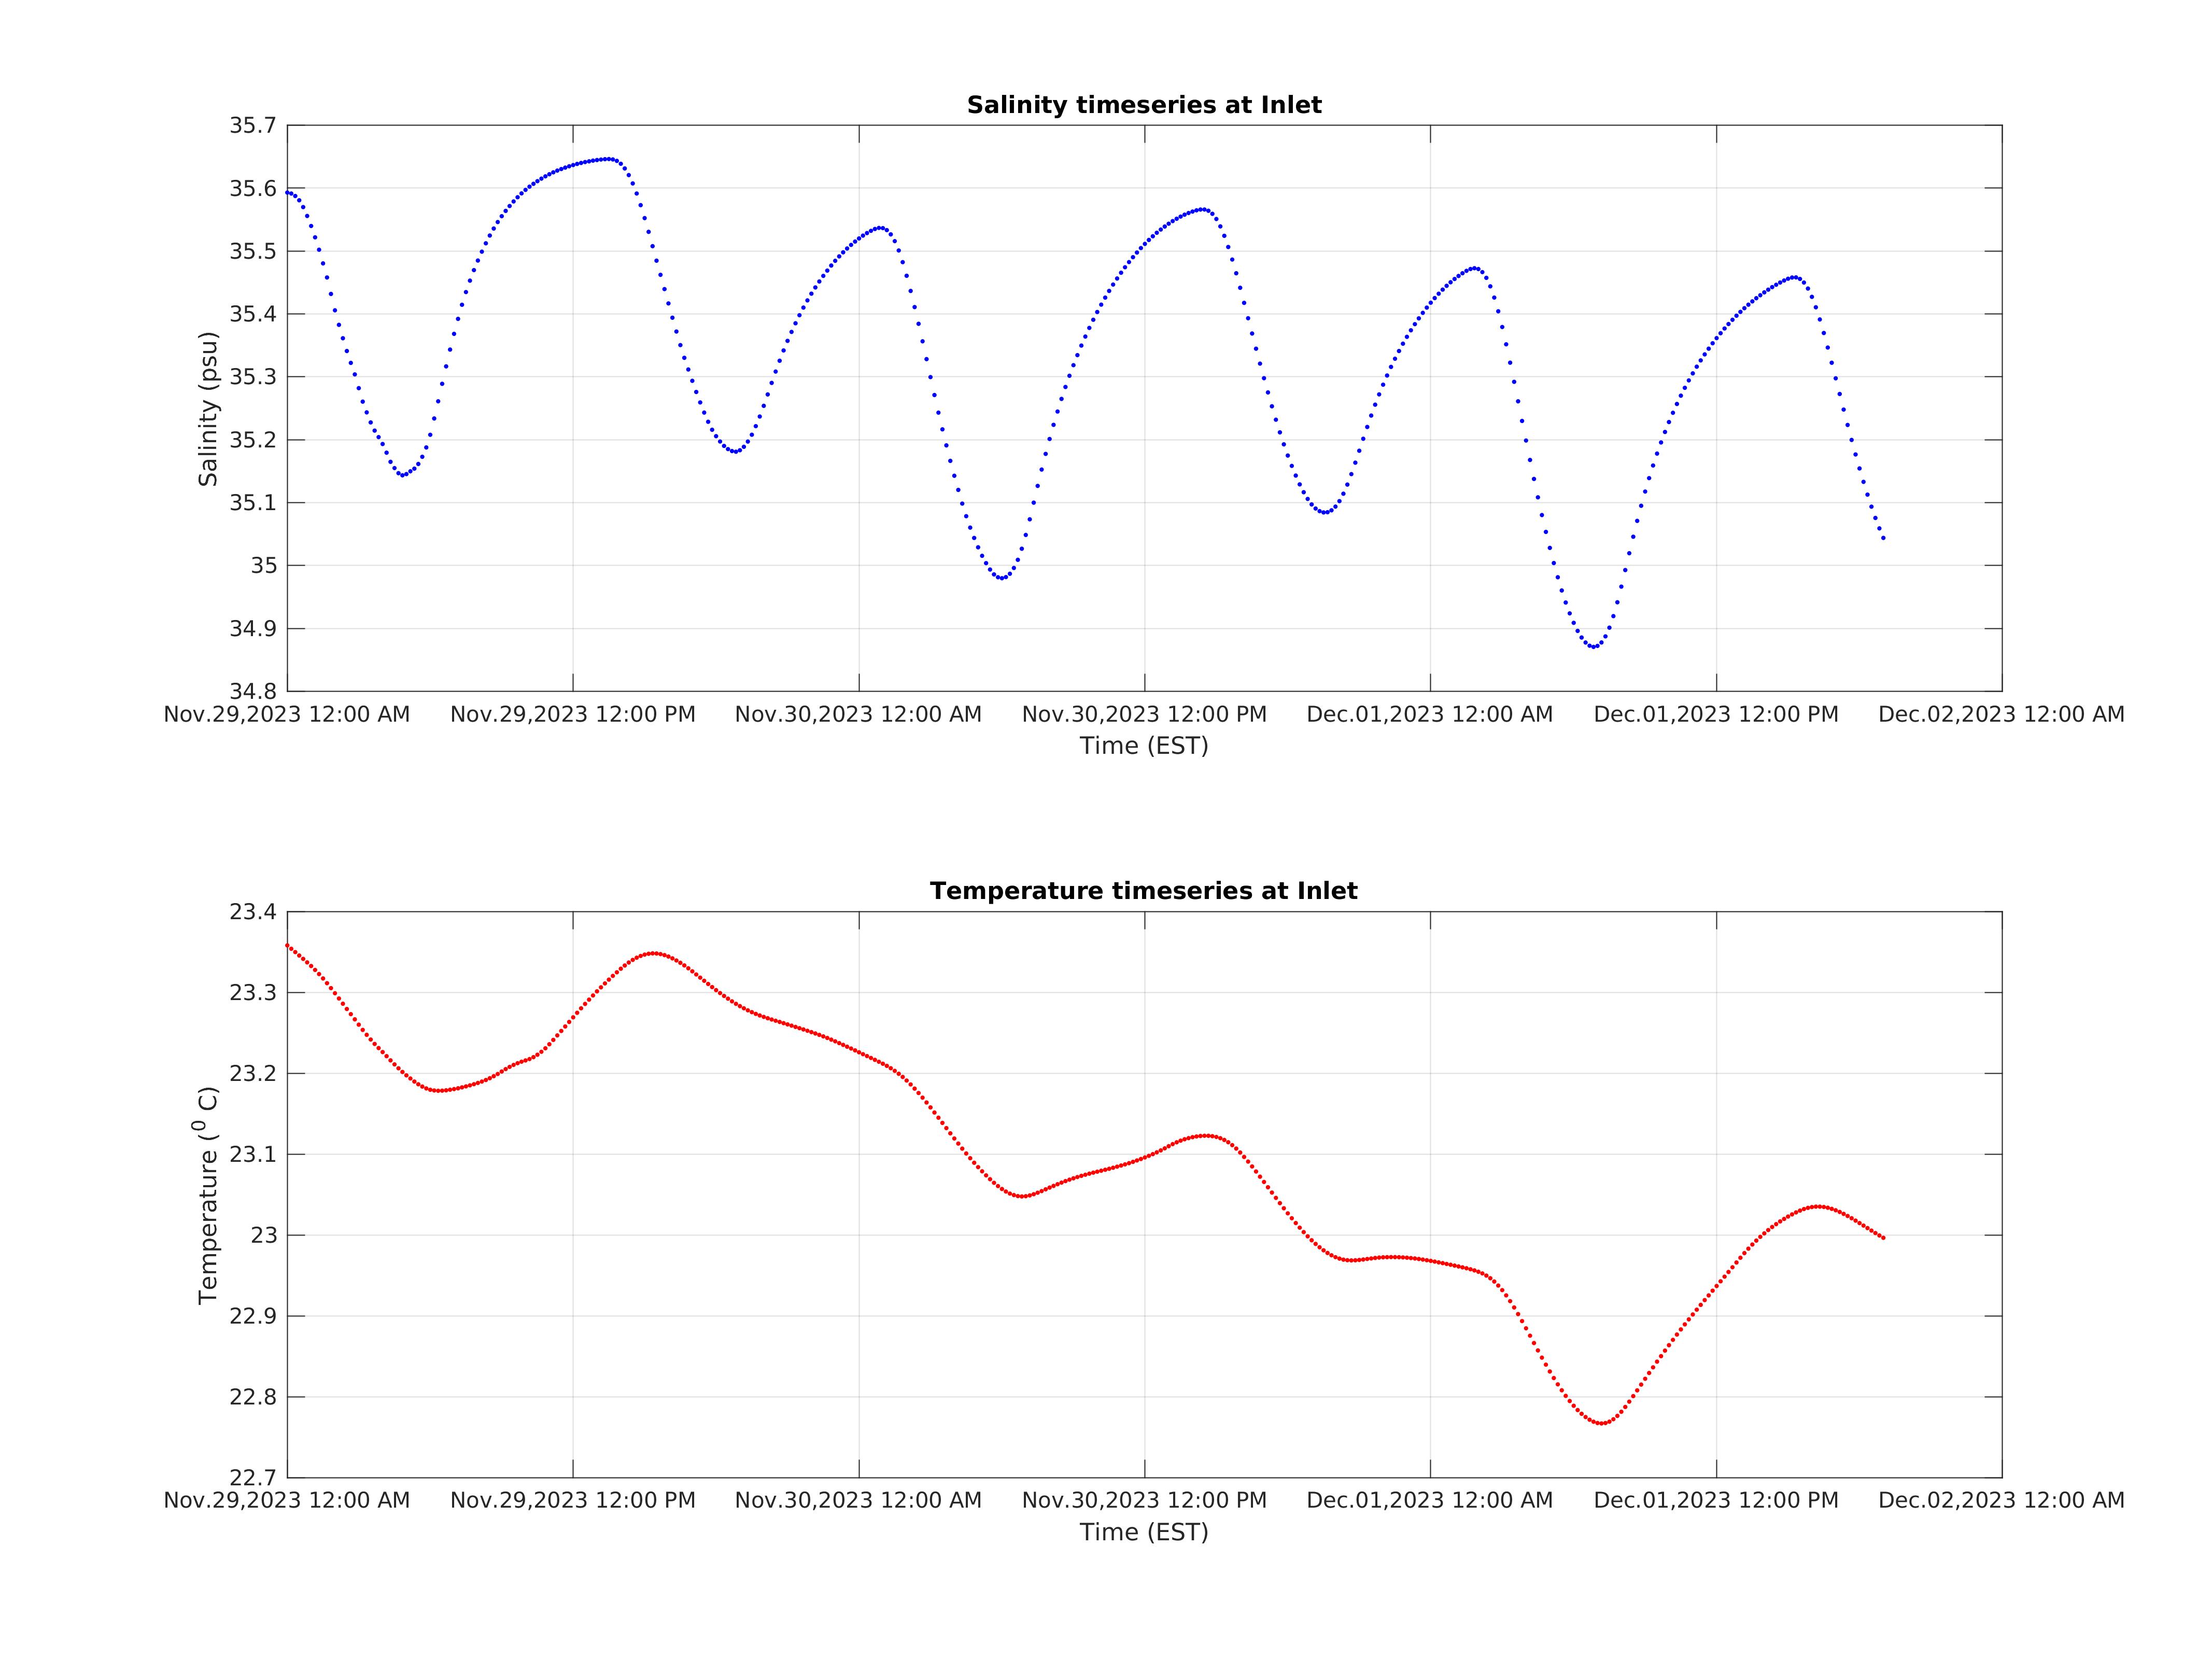 Salinity timeseries at Inlet
35.7
35.6
35.5
35.4
35.3
35.2
35.1
35
34.9
34.8
Salinity (psu)
Nov.29,2023 12:00 AM Nov.29,2023 12:00 PM Nov.30,2023 12:00 AM Nov.30,2023 12:00 PM Dec.01,2023 12:00 AM Dec.01,2023 12:00 PM Dec.02,2023 12:00 AM
Time (EST)
Temperature timeseries at Inlet
23.4
23.3
23.2
23.1
23
22.9
22.8
22.7
Temperature (⁰ C)
Nov.29,2023 12:00 AM Nov.29,2023 12:00 PM Nov.30,2023 12:00 AM Nov.30,2023 12:00 PM Dec.01,2023 12:00 AM Dec.01,2023 12:00 PM Dec.02,2023 12:00 AM
Time (EST)